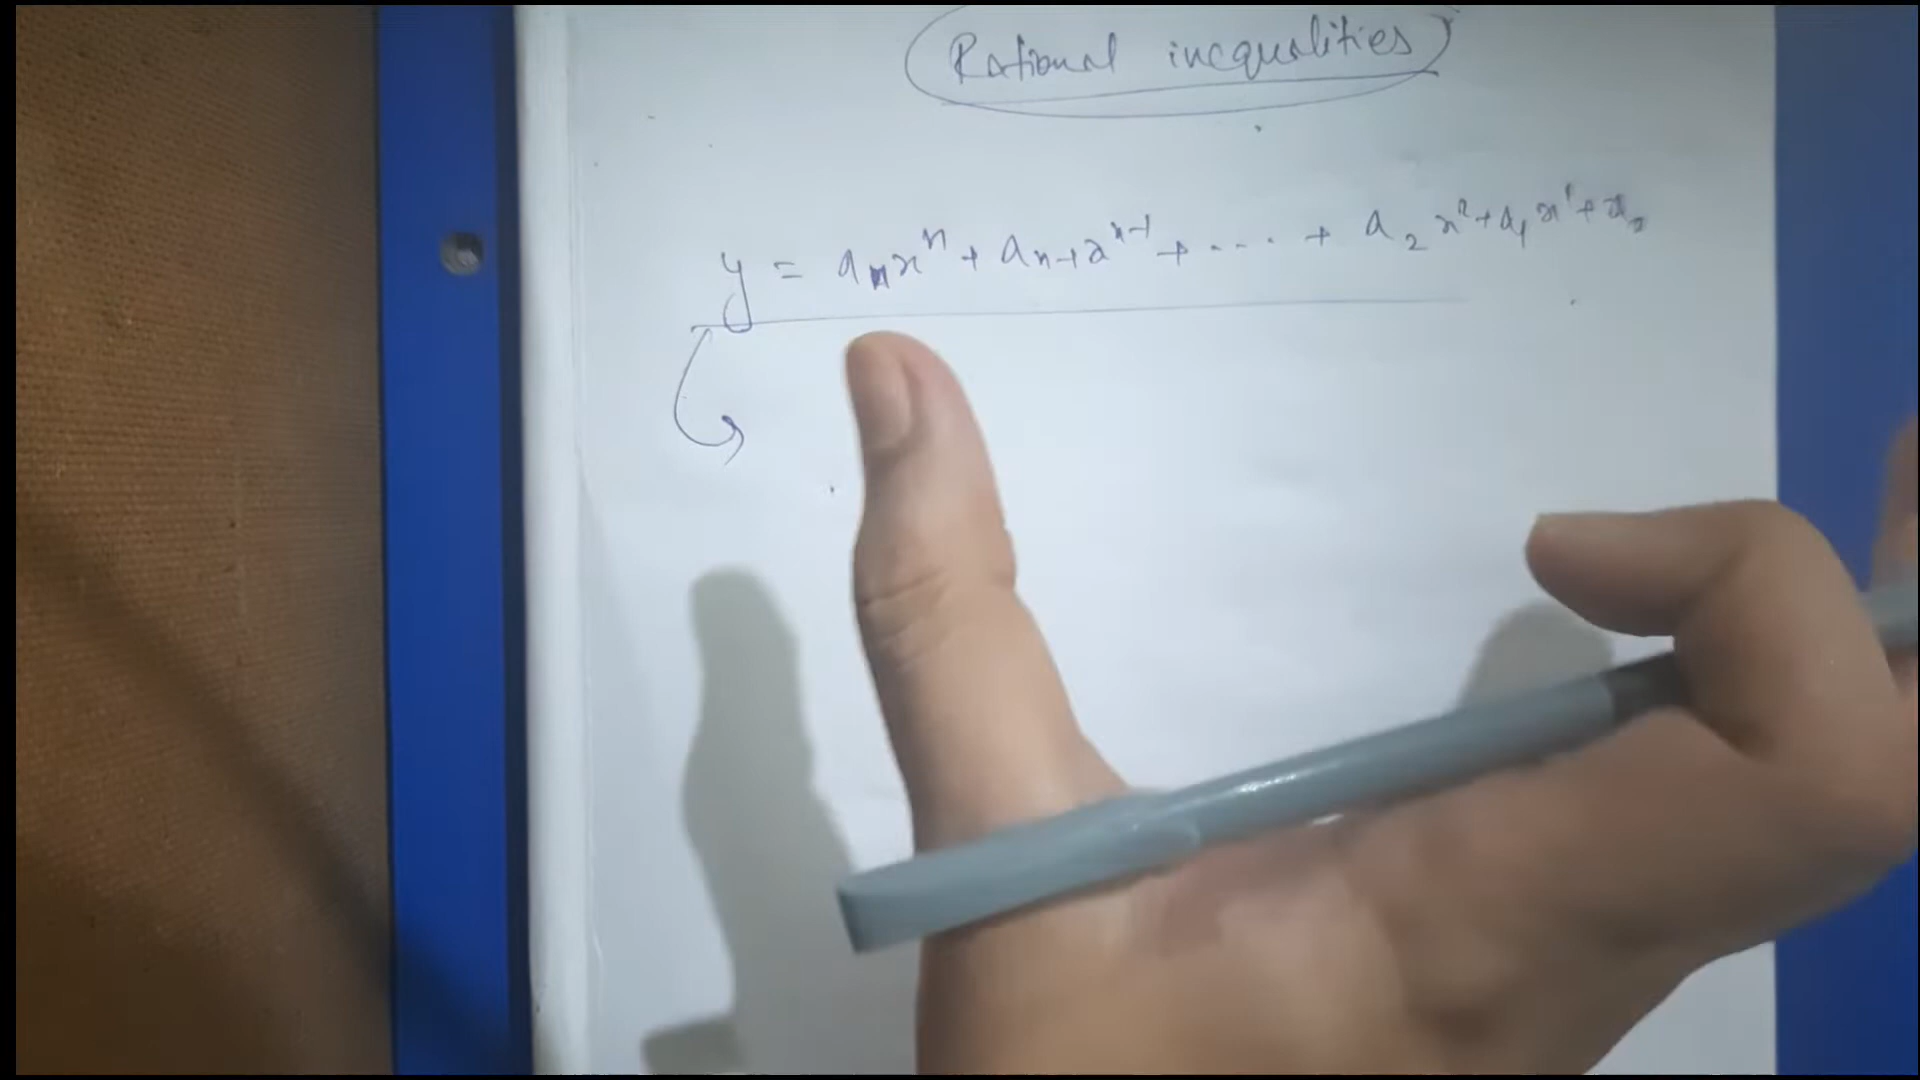 Rational inequalities
y = aₙxⁿ + aₙ₋₁xⁿ⁻¹ + .... + a₂x² + a₁x¹ + a₀